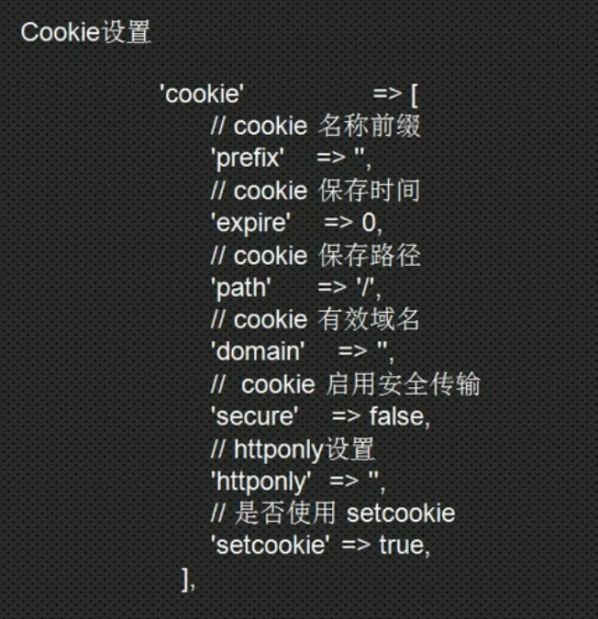 Cookie设置
'cookie' => [
// cookie 名称前缀
'prefix' => '',
// cookie 保存时间
'expire' => 0,
// cookie 保存路径
'path' => '/',
// cookie 有效域名
'domain' => '',
// cookie 启用安全传输
'secure' => false,
// httponly设置
'httponly' => '',
// 是否使用 setcookie
'setcookie' => true,
],